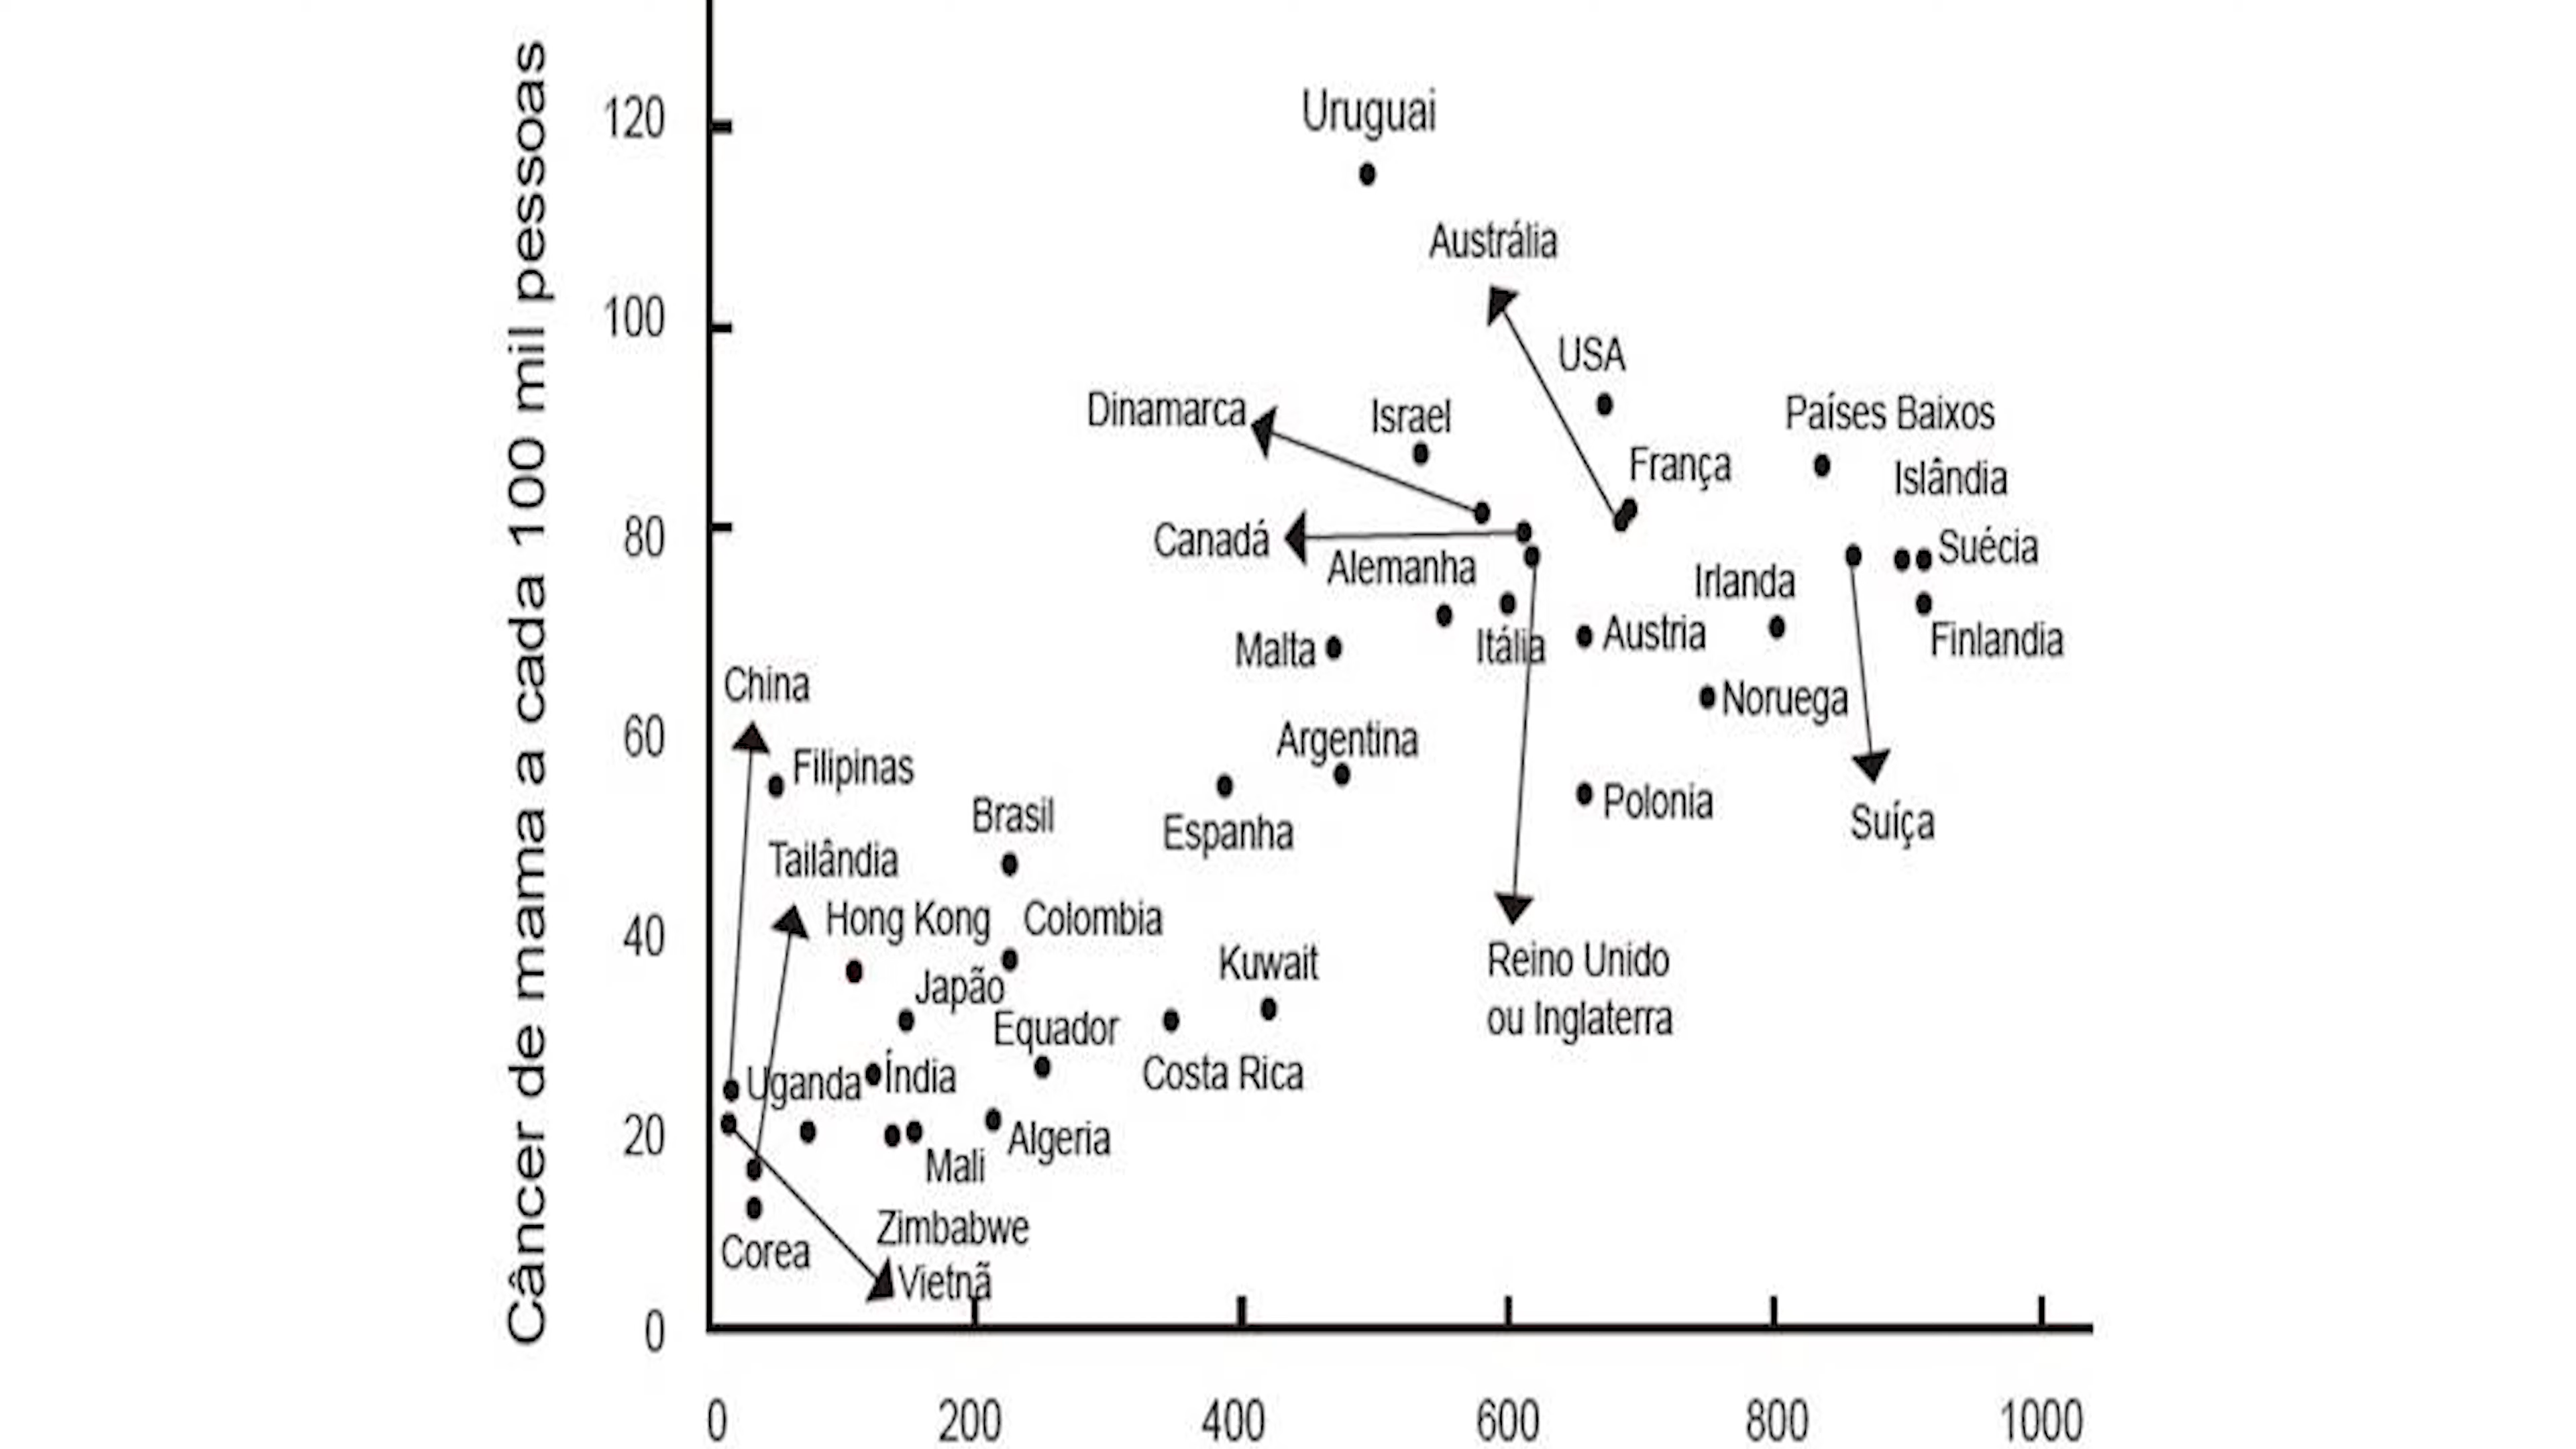 Câncer de mama a cada 100 mil pessoas
120
100
80
60
40
20
0
Uruguai
Austrália
USA
Dinamarca
Israel
Países Baixos
França
Islândia
Canadá
Suécia
Alemanha
Irlanda
Malta
Itália
Austria
Finlandia
China
Noruega
Filipinas
Argentina
Polonia
Brasil
Espanha
Suíça
Tailândia
Hong Kong
Colombia
Kuwait
Reino Unido
ou Inglaterra
Japão
Equador
Uganda
Índia
Costa Rica
Algeria
Mali
Zimbabwe
Corea
Vietnã
0 200 400 600 800 1000